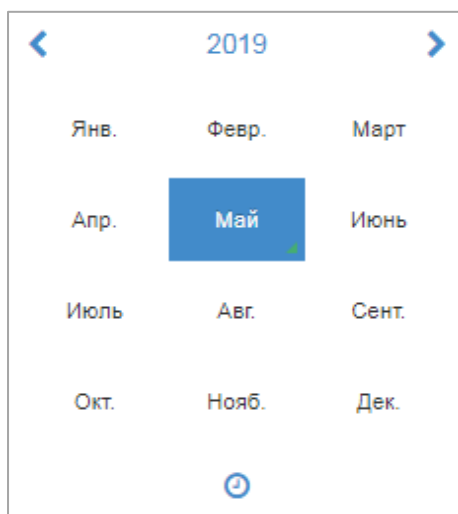 2019
Янв. Февр. Март
Апр. Май Июнь
Июль Авг. Сент.
Окт. Нояб. Дек.